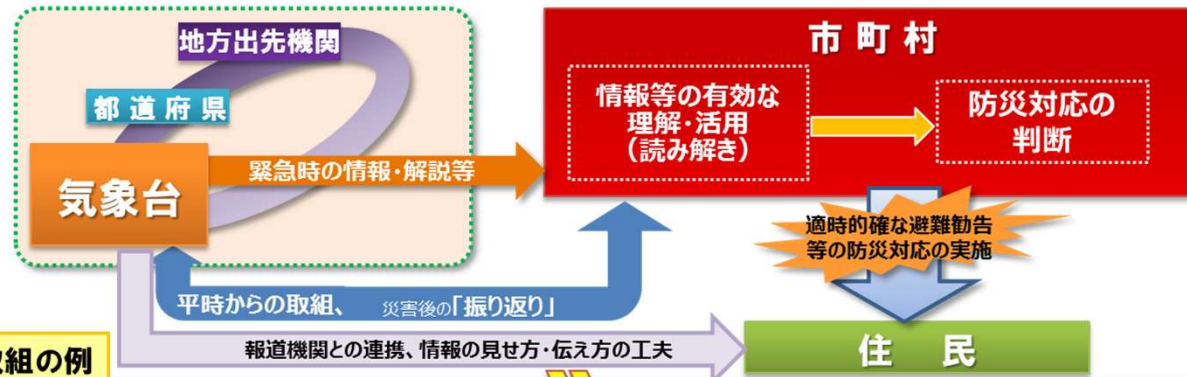 地方出先機関
都道府県
気象台
緊急時の情報・解説等
市町村
情報等の有効な
理解・活用
（読み解き）
防災対応の
判断
適時的確な避難勧告
等の防災対応の実施
平時からの取組、 災害後の「振り返り」
報道機関との連携、情報の見せ方・伝え方の工夫
住民
組の例